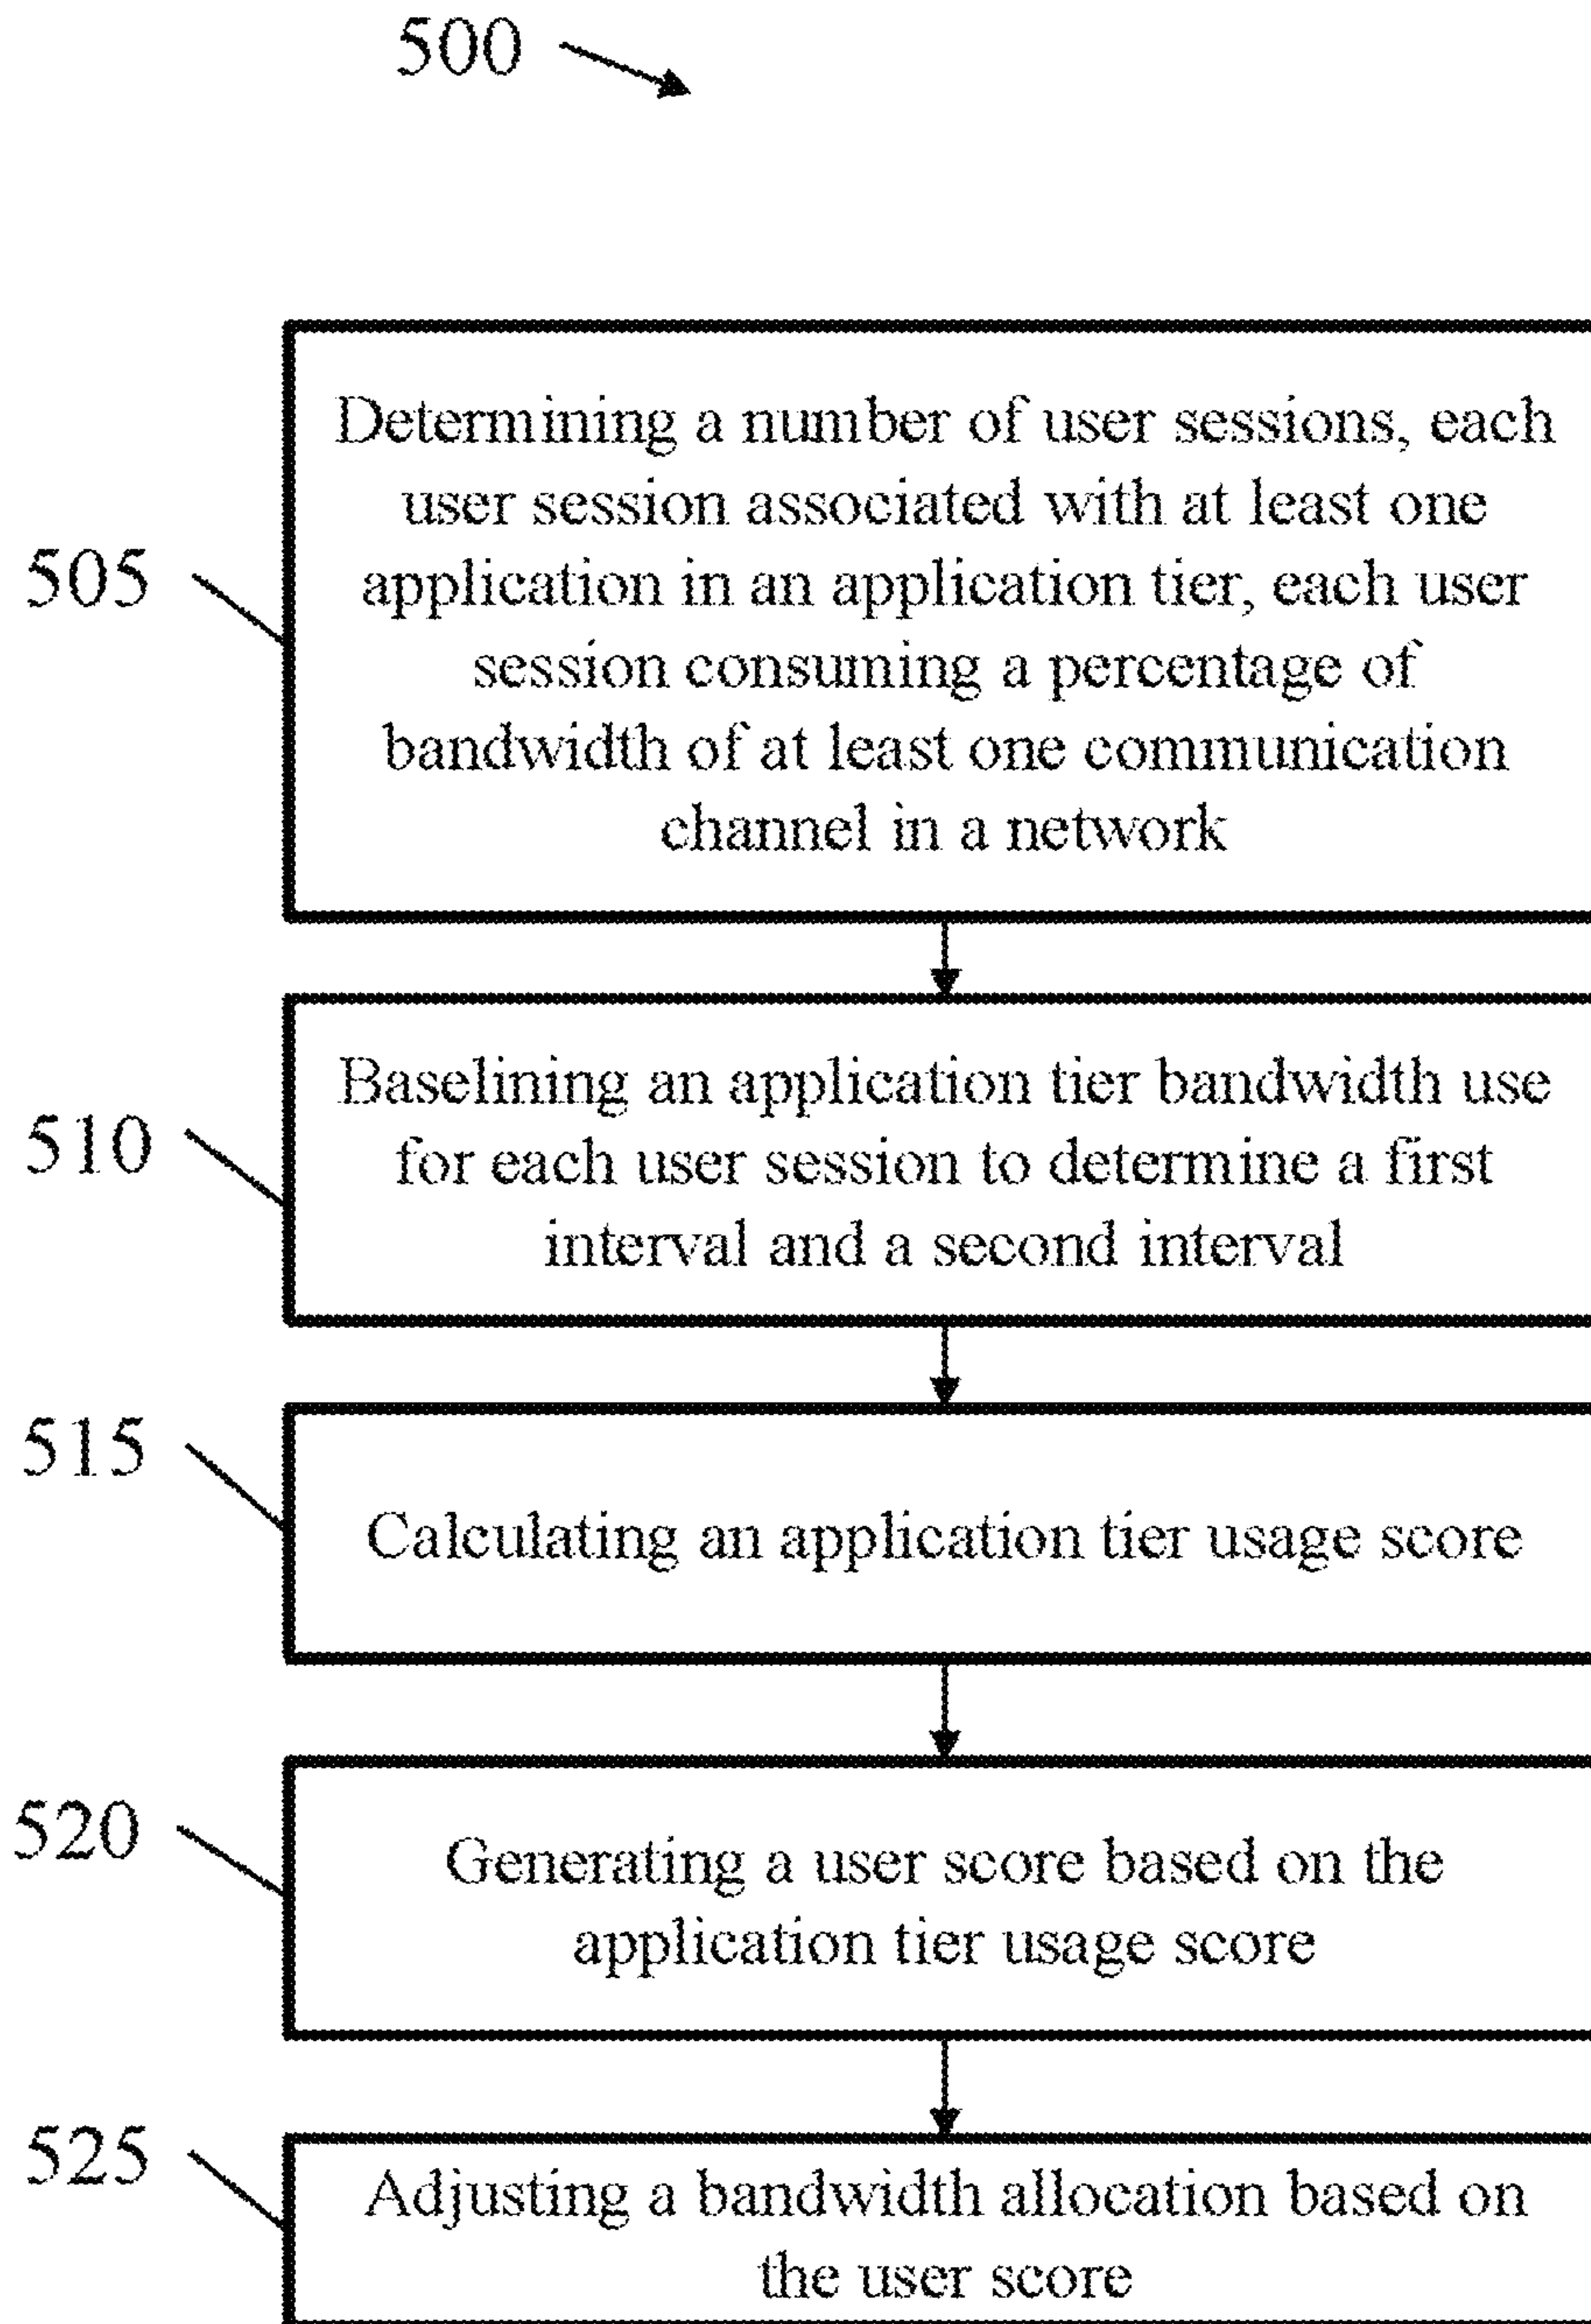 500
505
Determining a number of user sessions, each
user session associated with at least one
application in an application tier, each user
session consuming a percentage of
bandwidth of at least one communication
channel in a network
510
Baselining an application tier bandwidth use
for each user session to determine a first
interval and a second interval
515
Calculating an application tier usage score
520
Generating a user score based on the
application tier usage score
525
Adjusting a bandwidth allocation based on
the user score